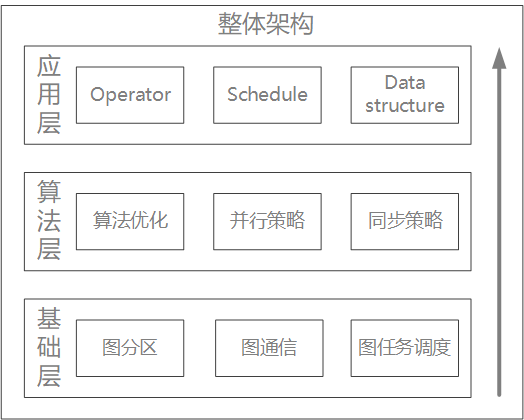 整体架构
应用层
Operator
Schedule
Data
structure
算法层
算法优化
并行策略
同步策略
基础层
图分区
图通信
图任务调度